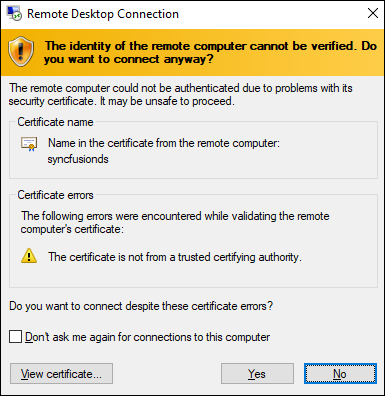 Remote Desktop Connection
The identity of the remote computer cannot be verified. Do
you want to connect anyway?
The remote computer could not be authenticated due to problems with its
security certificate. It may be unsafe to proceed.
Certificate name
Name in the certificate from the remote computer:
syncfusionds
Certificate errors
The following errors were encountered while validating the remote
computer's certificate:
The certificate is not from a trusted certifying authority.
Do you want to connect despite these certificate errors?
Don't ask me again for connections to this computer
View certificate...
Yes
No